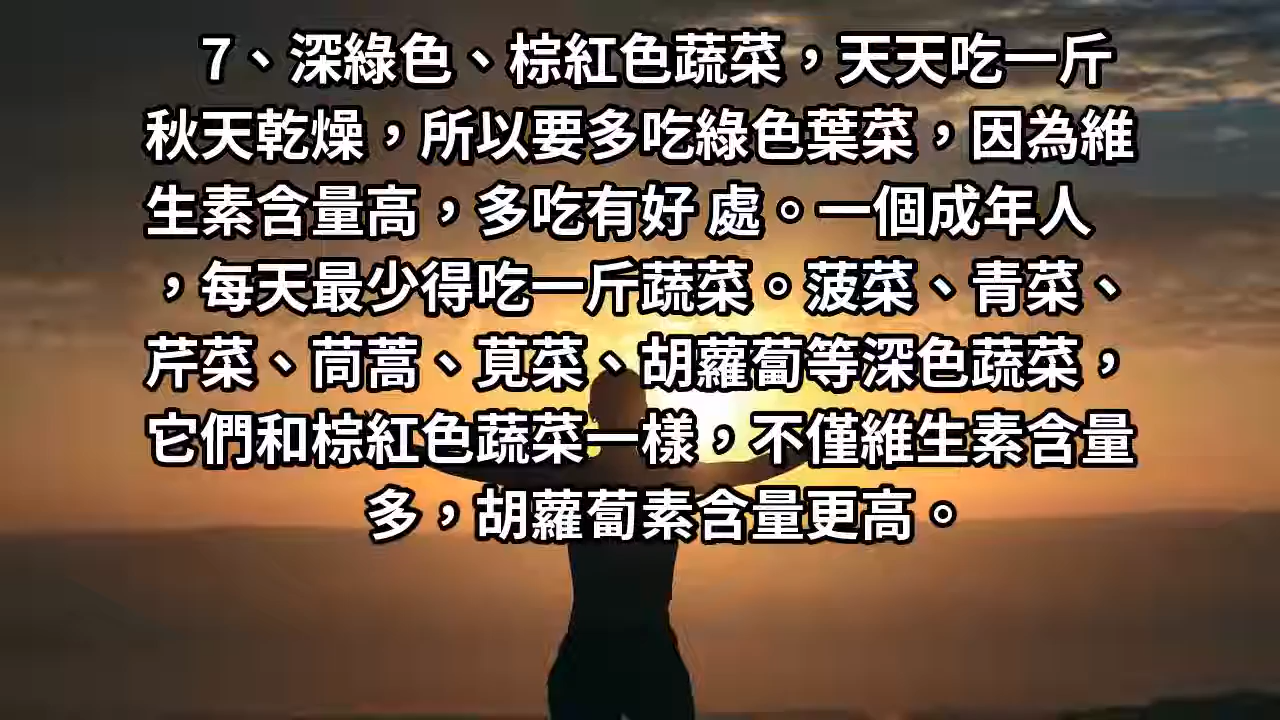 7、深綠色、棕紅色蔬菜，天天吃一斤
秋天乾燥，所以要多吃綠色葉菜，因為維
生素含量高，多吃有好 處。一個成年人
，每天最少得吃一斤蔬菜。菠菜、青菜、
芹菜、茼蒿、莧菜、胡蘿蔔等深色蔬菜，
它們和棕紅色蔬菜一樣，不僅維生素含量
多，胡蘿蔔素含量更高。